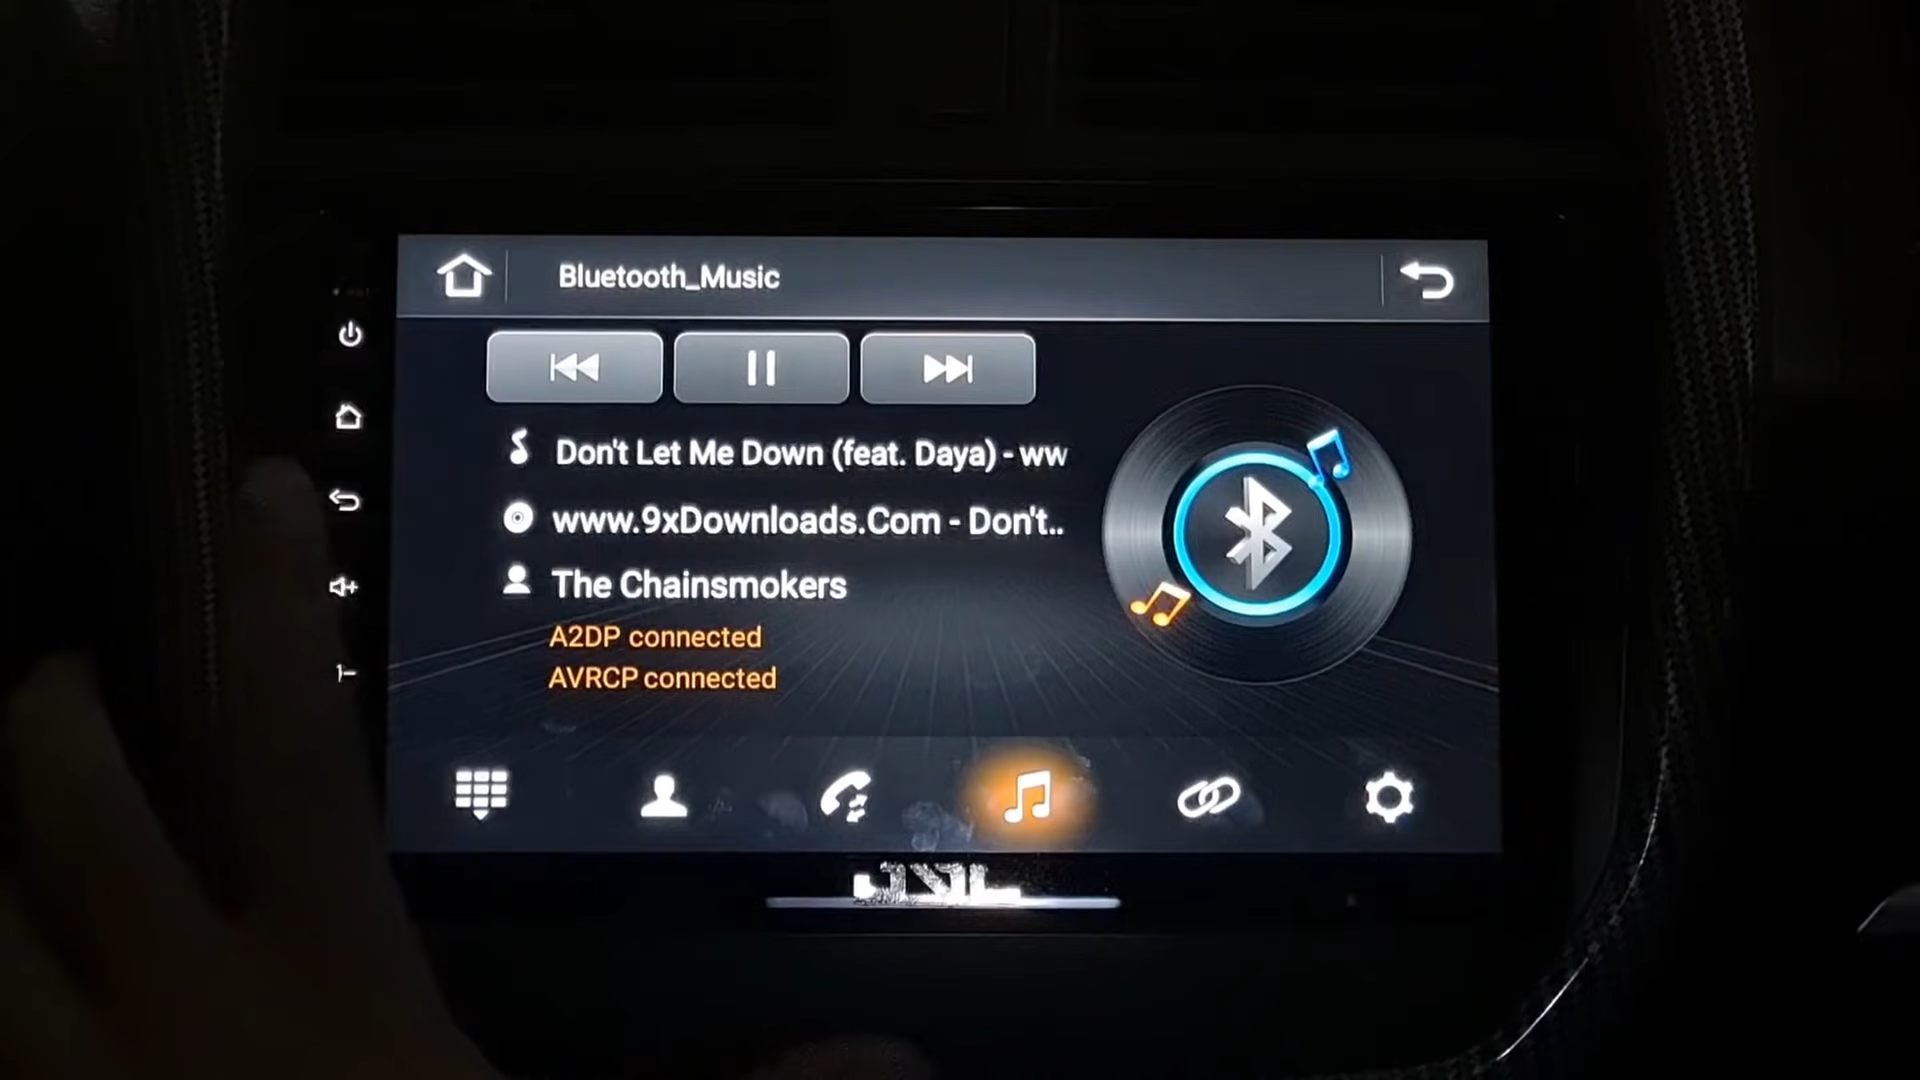 Bluetooth_Music
Don't Let Me Down (feat. Daya) - ww
www.9xDownloads.Com - Don't..
The Chainsmokers
A2DP connected
AVRCP connected